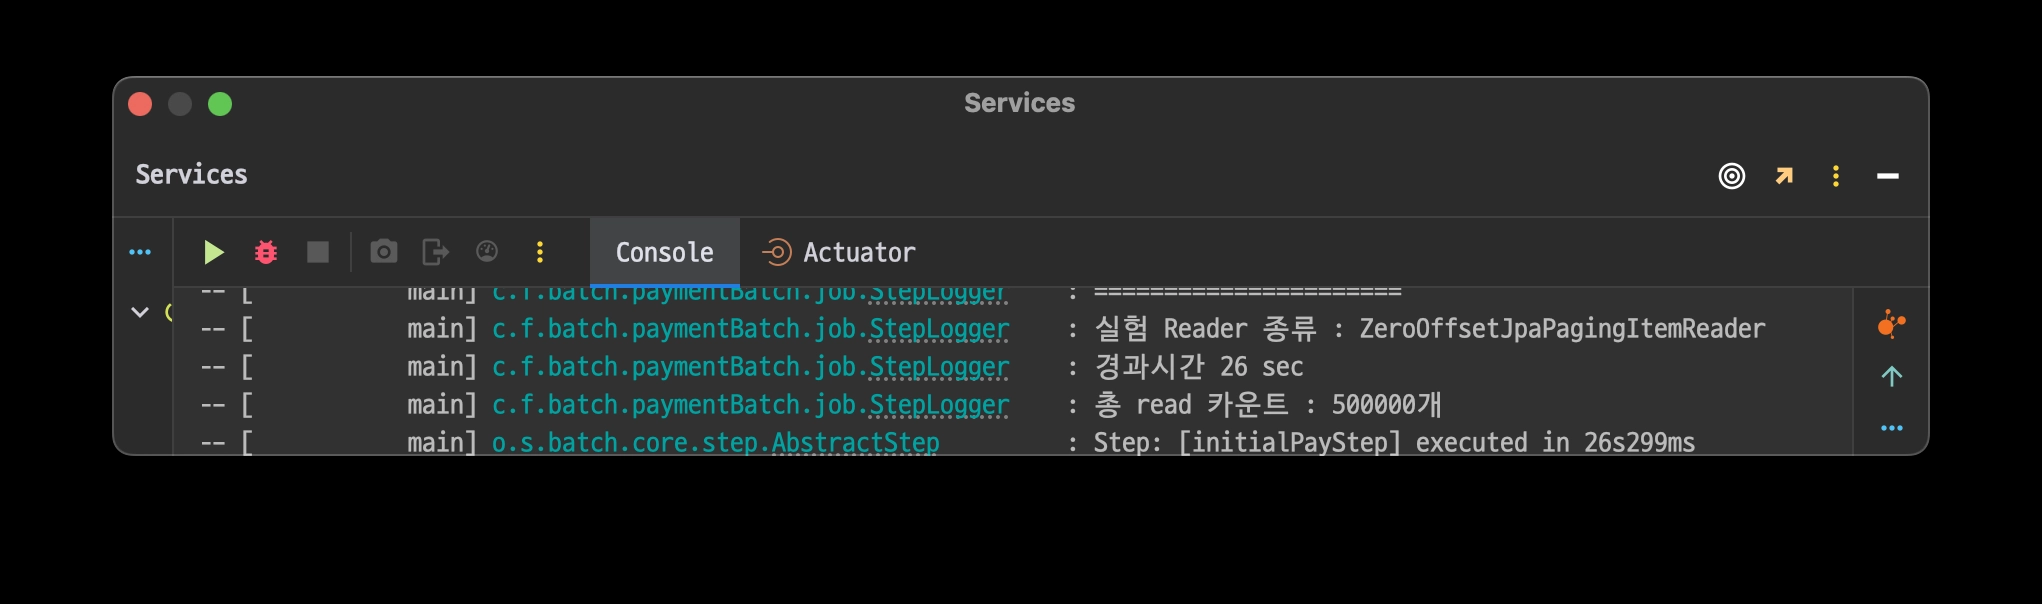 Services
Services
Console Actuator
-- [ main] c.f.batch.paymentBatch.job.StepLogger : ======================
-- [ main] c.f.batch.paymentBatch.job.StepLogger : 실험 Reader 종류 : ZeroOffsetJpaPagingItemReader
-- [ main] c.f.batch.paymentBatch.job.StepLogger : 경과시간 26 sec
-- [ main] c.f.batch.paymentBatch.job.StepLogger : 총 read 카운트 : 500000개
-- [ main] o.s.batch.core.step.AbstractStep : Step: [initialPayStep] executed in 26s299ms